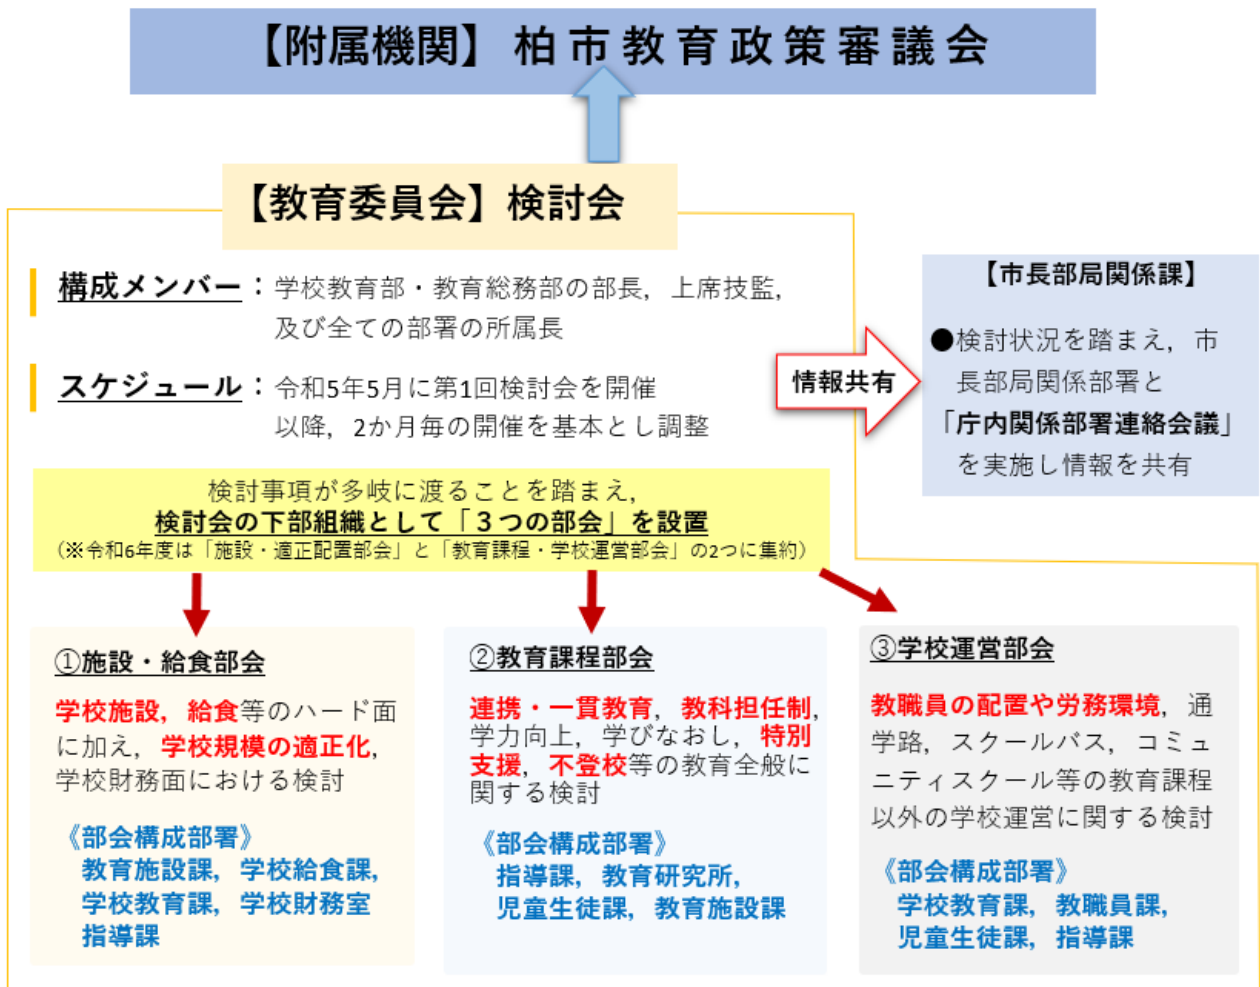 【附属機関】柏市教育政策審議会
【教育委員会】検討会
構成メンバー：学校教育部・教育総務部の部長，上席技監，
及び全ての部署の所属長
スケジュール：令和5年5月に第1回検討会を開催
以降，2か月毎の開催を基本とし調整
情報共有
【市長部局関係課】
●検討状況を踏まえ，市
長部局関係部署と
「庁内関係部署連絡会議」
を実施し情報を共有
検討事項が多岐に渡ることを踏まえ，
検討会の下部組織として「３つの部会」を設置
（※令和6年度は「施設・適正配置部会」と「教育課程・学校運営部会」の2つに集約）
①施設・給食部会
学校施設，給食等のハード面
に加え，学校規模の適正化，
学校財務面における検討
《部会構成部署》
教育施設課，学校給食課，
学校教育課，学校財務室
指導課
②教育課程部会
連携・一貫教育，教科担任制，
学力向上，学びなおし，特別
支援，不登校等の教育全般に
関する検討
《部会構成部署》
指導課，教育研究所，
児童生徒課，教育施設課
③学校運営部会
教職員の配置や労務環境，通
学路，スクールバス，コミュ
ニティスクール等の教育課程
以外の学校運営に関する検討
《部会構成部署》
学校教育課，教職員課，
児童生徒課，指導課